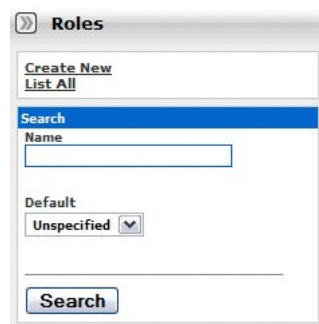 Roles
Create New
List All
Search
Name
Default
Unspecified
Search